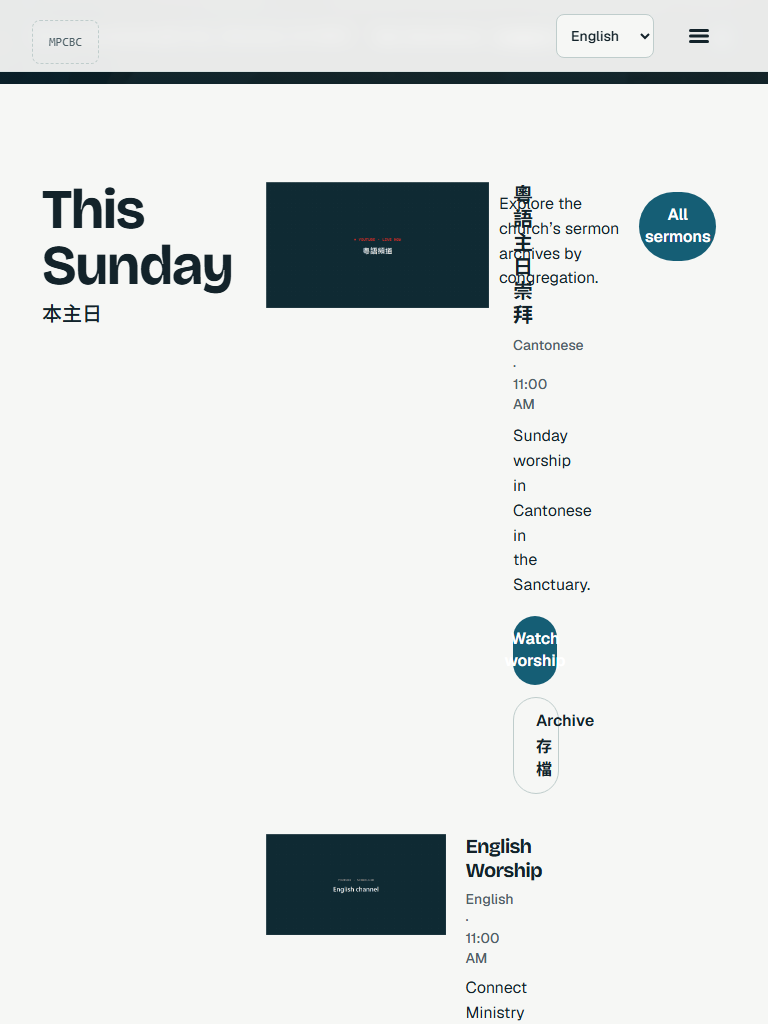 MPCBC
English
This
Sunday
本主日
粵語頻道
粵
語
主
日
崇
拜
Cantonese
·
11:00
AM
Sunday
worship
in
Cantonese
in
the
Sanctuary.
Watch
worship
Archive
存
檔
Explore the
church’s sermon
archives by
congregation.
All
sermons
English channel
English
Worship
English
·
11:00
AM
Connect
Ministry